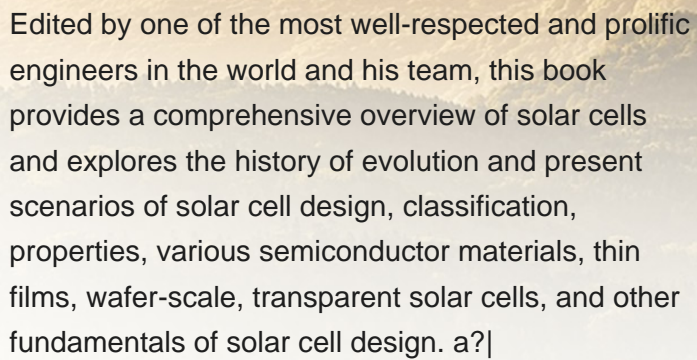 Edited by one of the most well-respected and prolific
engineers in the world and his team, this book
provides a comprehensive overview of solar cells
and explores the history of evolution and present
scenarios of solar cell design, classification,
properties, various semiconductor materials, thin
films, wafer-scale, transparent solar cells, and other
fundamentals of solar cell design. a?|